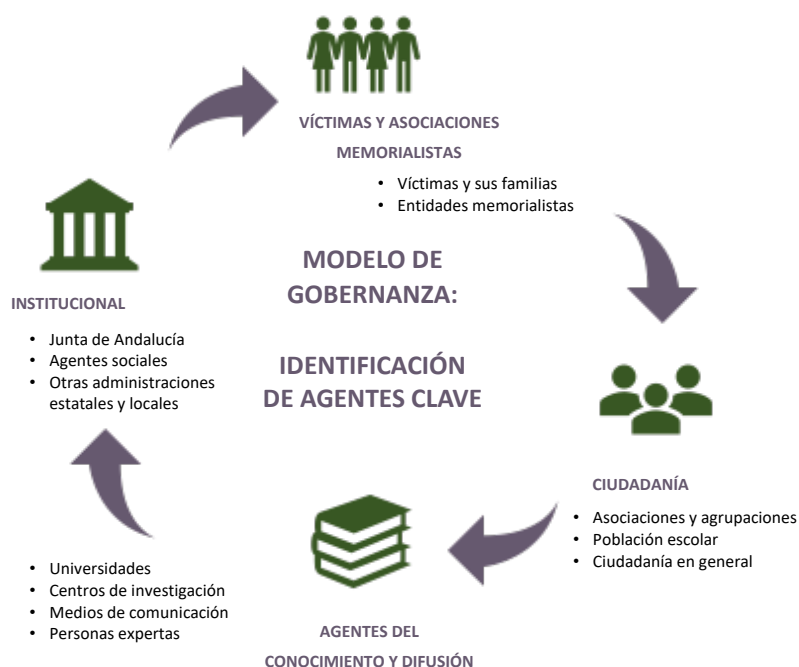 VÍCTIMAS Y ASOCIACIONES
MEMORIALISTAS
• Víctimas y sus familias
• Entidades memorialistas
MODELO DE
GOBERNANZA:
IDENTIFICACIÓN
DE AGENTES CLAVE
INSTITUCIONAL
• Junta de Andalucía
• Agentes sociales
• Otras administraciones
estatales y locales
CIUDADANÍA
• Asociaciones y agrupaciones
• Población escolar
• Ciudadanía en general
• Universidades
• Centros de investigación
• Medios de comunicación
• Personas expertas
AGENTES DEL
CONOCIMIENTO Y DIFUSIÓN